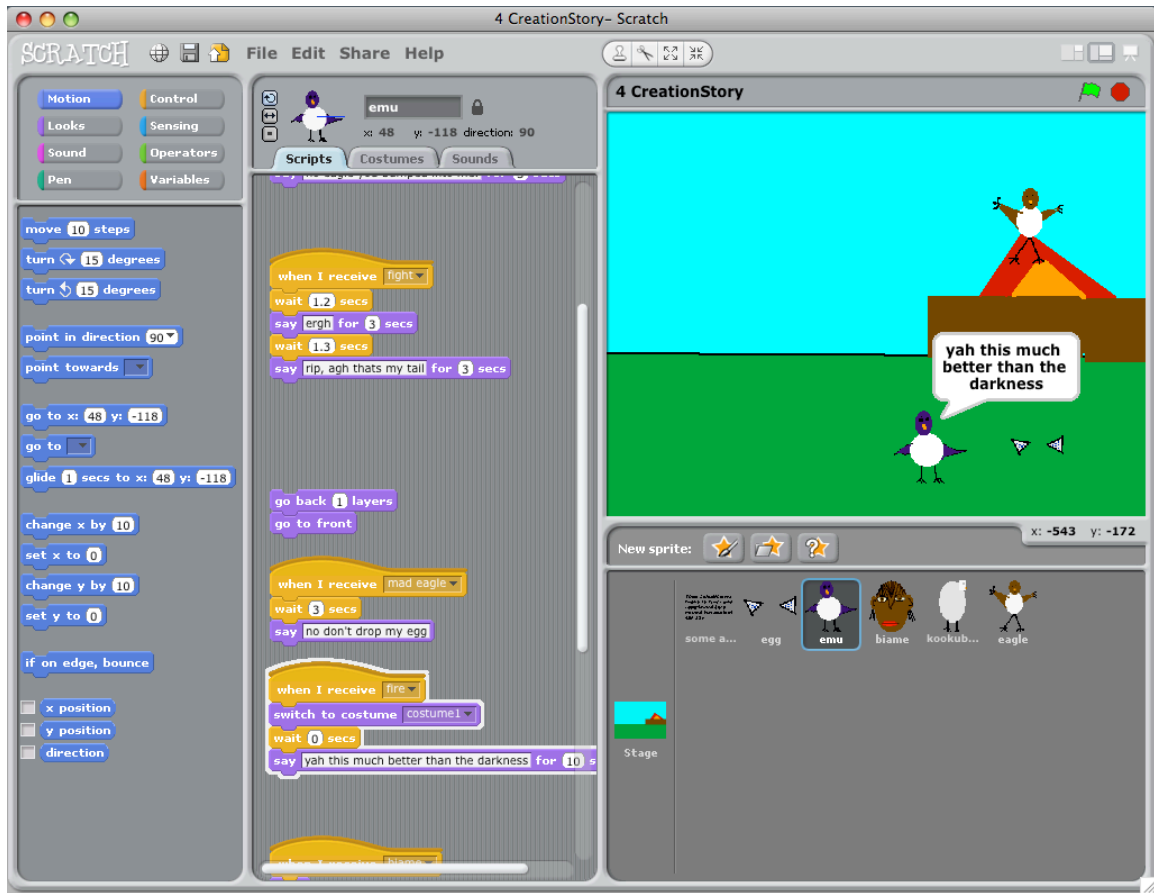 4 CreationStory- Scratch
SCRATCH File Edit Share Help
Motion Control
Looks Sensing
Sound Operators
Pen Variables
move 10 steps
turn 15 degrees
turn 15 degrees
point in direction 90
point towards
go to x: 48 y: -118
go to
glide 1 secs to x: 48 y: -118
change x by 10
set x to 0
change y by 10
set y to 0
if on edge, bounce
x position
y position
direction
emu
x: 48 y: -118 direction: 90
Scripts Costumes Sounds
when I receive fight
wait 1.2 secs
say ergh for 3 secs
wait 1.3 secs
say rip, agh thats my tail for 3 secs
go back 1 layers
go to front
when I receive mad eagle
wait 3 secs
say no don't drop my egg
when I receive fire
switch to costume costume1
wait 0 secs
say yah this much better than the darkness for 10 s
when I receive biame
4 CreationStory
yah this much
better than the
darkness
x: -543 y: -172
New sprite:
some a... egg emu biame kookub... eagle
Stage